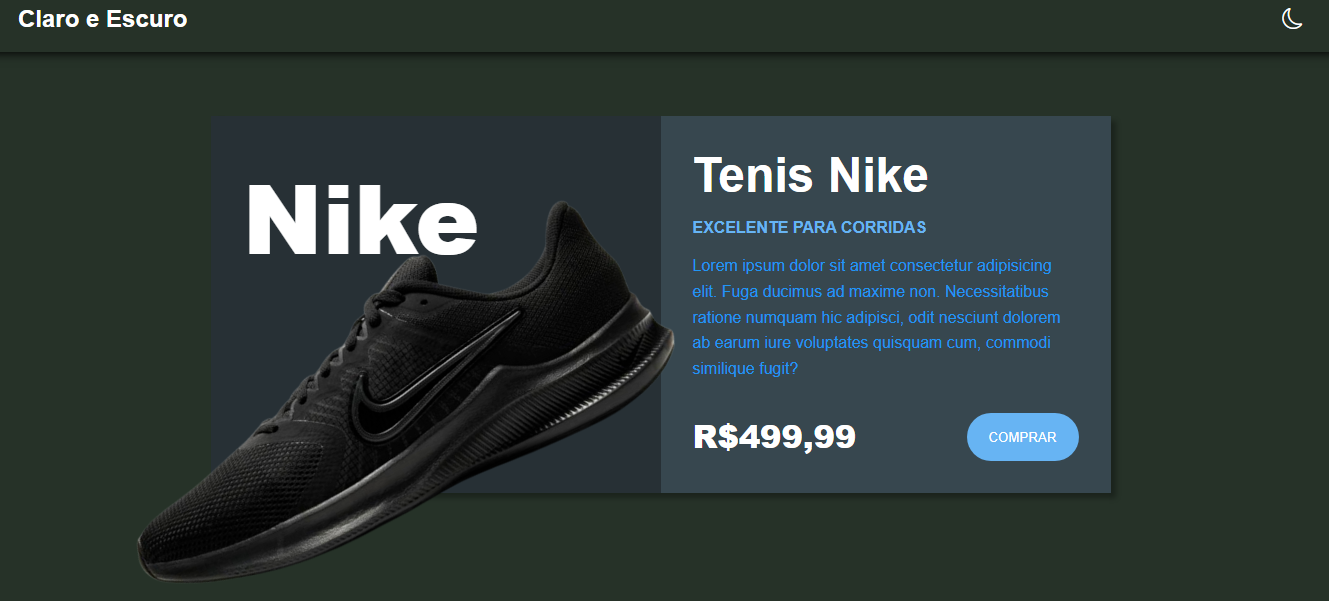 Claro e Escuro
Nike
Tenis Nike
EXCELENTE PARA CORRIDAS
Lorem ipsum dolor sit amet consectetur adipisicing
elit. Fuga ducimus ad maxime non. Necessitatibus
ratione numquam hic adipisci, odit nesciunt dolorem
ab earum iure voluptates quisquam cum, commodi
similique fugit?
R$499,99
COMPRAR